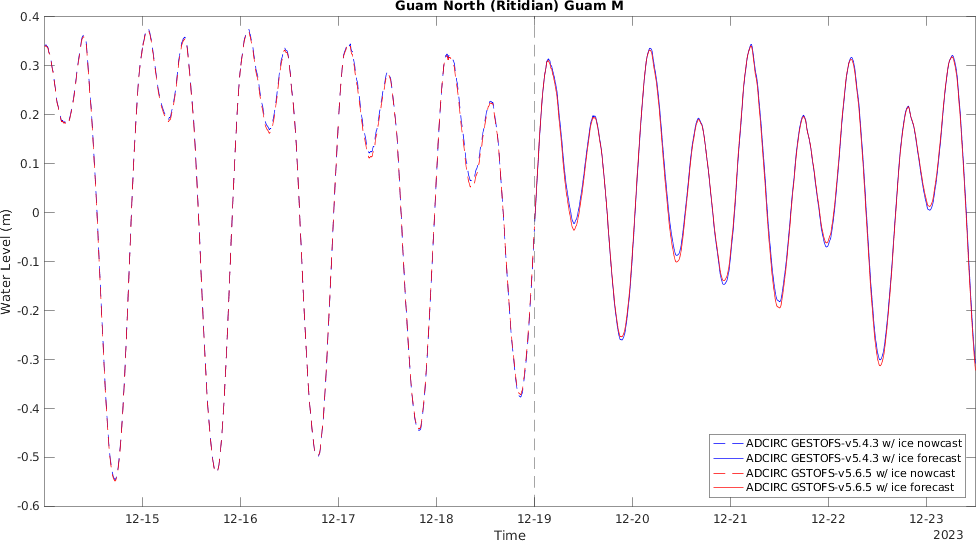 Guam North (Ritidian) Guam M
Water Level (m)
0.4
0.3
0.2
0.1
0
-0.1
-0.2
-0.3
-0.4
-0.5
-0.6
ADCIRC GESTOFS-v5.4.3 w/ ice nowcast
ADCIRC GESTOFS-v5.4.3 w/ ice forecast
ADCIRC GSTOFS-v5.6.5 w/ ice nowcast
ADCIRC GSTOFS-v5.6.5 w/ ice forecast
12-15 12-16 12-17 12-18 12-19 12-20 12-21 12-22 12-23
Time
2023